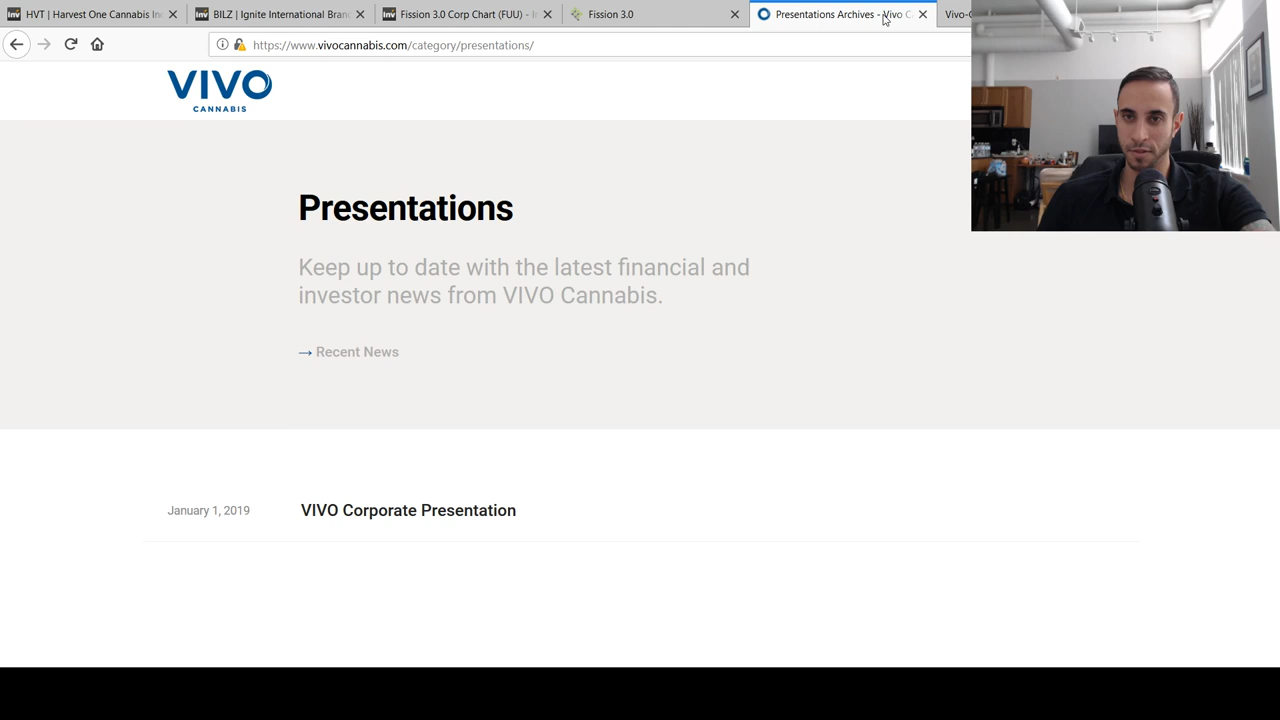 HVT | Harvest One Cannabis In
BILZ | Ignite International Bran
Fission 3.0 Corp Chart (FUU) -
Fission 3.0
Presentations Archives - Vivo C
Vivo-C
https://www.vivocannabis.com/category/presentations/
VIVO
CANNABIS
Presentations
Keep up to date with the latest financial and
investor news from VIVO Cannabis.
→ Recent News
January 1, 2019
VIVO Corporate Presentation